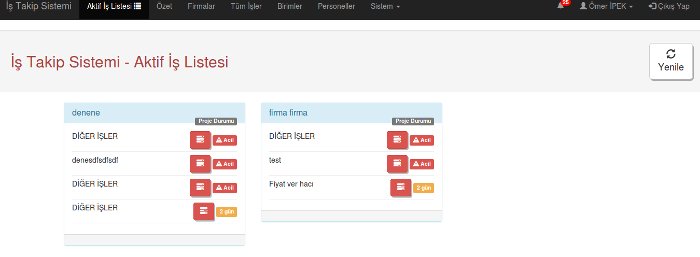 İş Takip Sistemi Aktif İş Listesi Özet Firmalar Tüm İşler Birimler Personeller Sistem Ömer İPEK Çıkış Yap
İş Takip Sistemi - Aktif İş Listesi
Yenile
denene
Proje Durumu
DİĞER İŞLER Acil
denesdfsdfsdf Acil
DİĞER İŞLER Acil
DİĞER İŞLER 2 gün
firma firma
Proje Durumu
DİĞER İŞLER Acil
test Acil
Fiyat ver hacı 2 gün